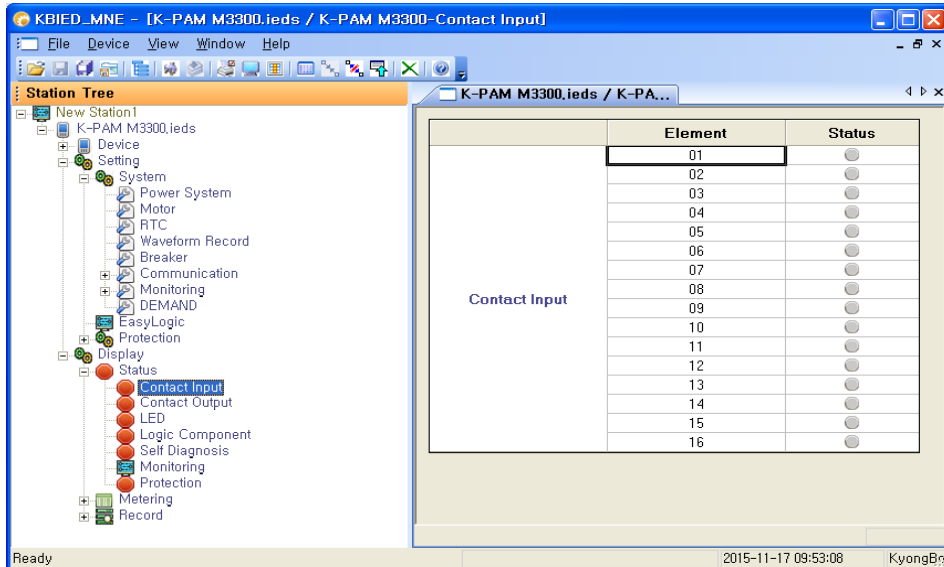 KBIED_MNE - [K-PAM M3300.ieds / K-PAM M3300-Contact Input]
File Device View Window Help
Station Tree
New Station1
K-PAM M3300.ieds
Device
Setting
System
Power System
Motor
RTC
Waveform Record
Breaker
Communication
Monitoring
DEMAND
EasyLogic
Protection
Display
Status
Contact Input
Contact Output
LED
Logic Component
Self Diagnosis
Monitoring
Protection
Metering
Record
K-PAM M3300.ieds / K-PA...
Element Status
Contact Input
01
02
03
04
05
06
07
08
09
10
11
12
13
14
15
16
Ready 2015-11-17 09:53:08 KyongBo